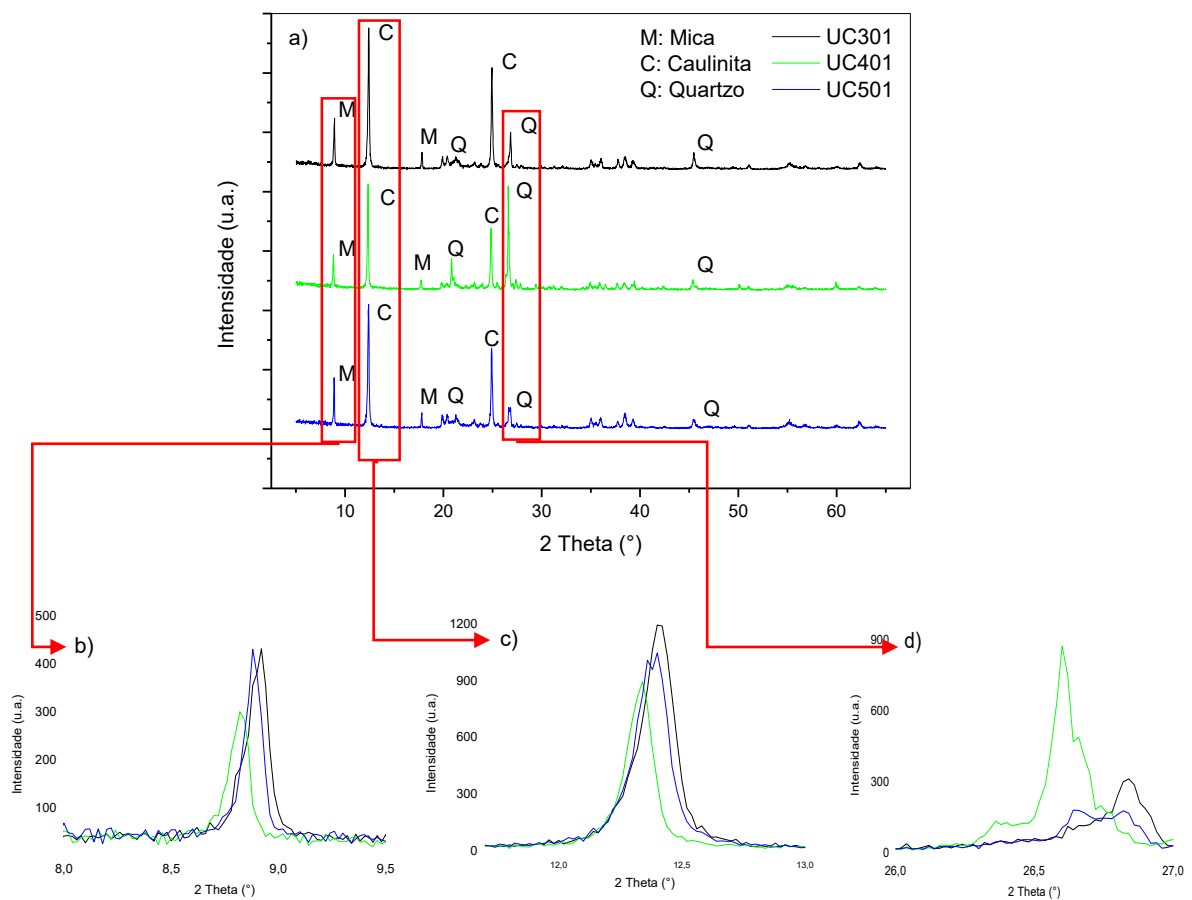 a)
M: Mica
C: Caulinita
Q: Quartzo
UC301
UC401
UC501
C
C
M
M
Q
Q
Q
C
Q
C
M
M
Q
Q
C
C
M
M
Q
Q
Q
Intensidade (u.a.)
10 20 30 40 50 60
2 Theta (°)
b)
500
400
300
200
100
Intensidade (u.a.)
8,0 8,5 9,0 9,5
2 Theta (°)
c)
1200
900
600
300
0
Intensidade (u.a.)
12,0 12,5 13,0
2 Theta (°)
d)
900
600
300
0
Intensidade (u.a.)
26,0 26,5 27,0
2 Theta (°)